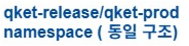 qket-release/qket-prod
namespace ( 동일 구조)